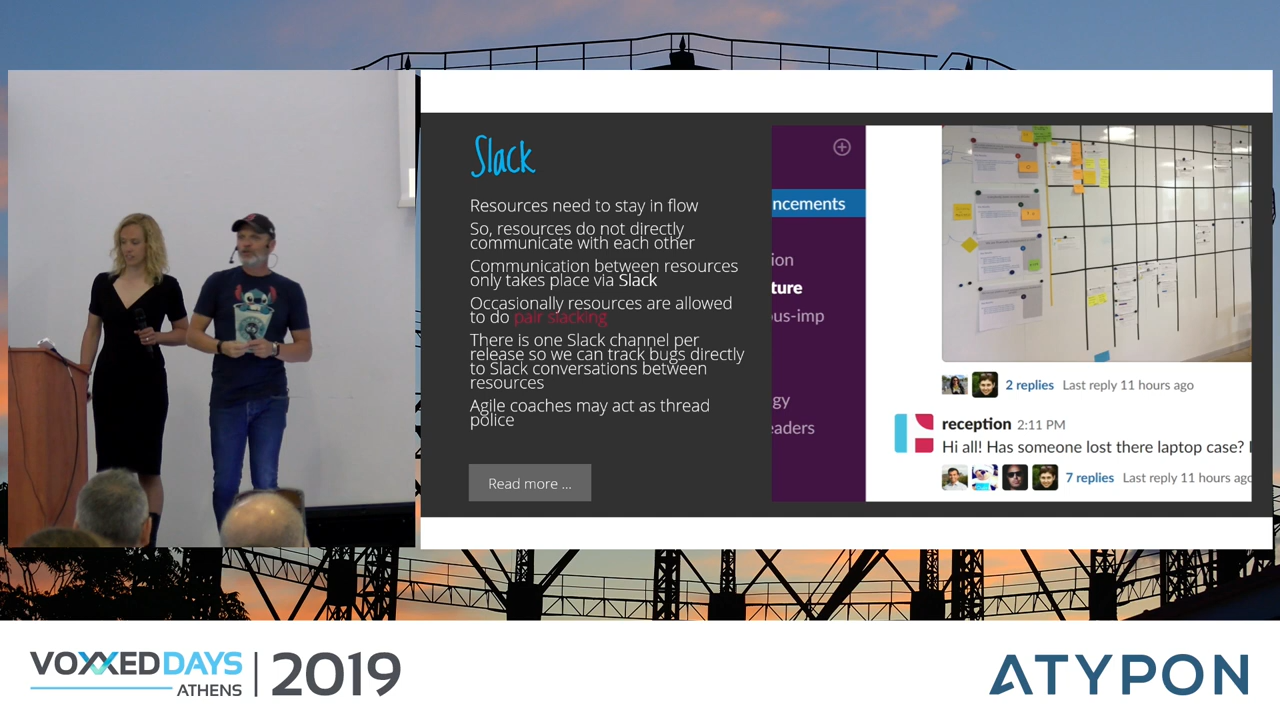 Slack
Resources need to stay in flow
So, resources do not directly
communicate with each other
Communication between resources
only takes place via Slack
Occasionally resources are allowed
to do pair slacking
There is one Slack channel per
release so we can track bugs directly
to Slack conversations between
resources
Agile coaches may act as thread
police
Read more ...
ncements
ion
ture
ous-imp
gy
eaders
2 replies Last reply 11 hours ago
reception 2:11 PM
Hi all! Has someone lost there laptop case?
7 replies Last reply 11 hours ago
VOXXED DAYS
ATHENS
2019
ATYPON